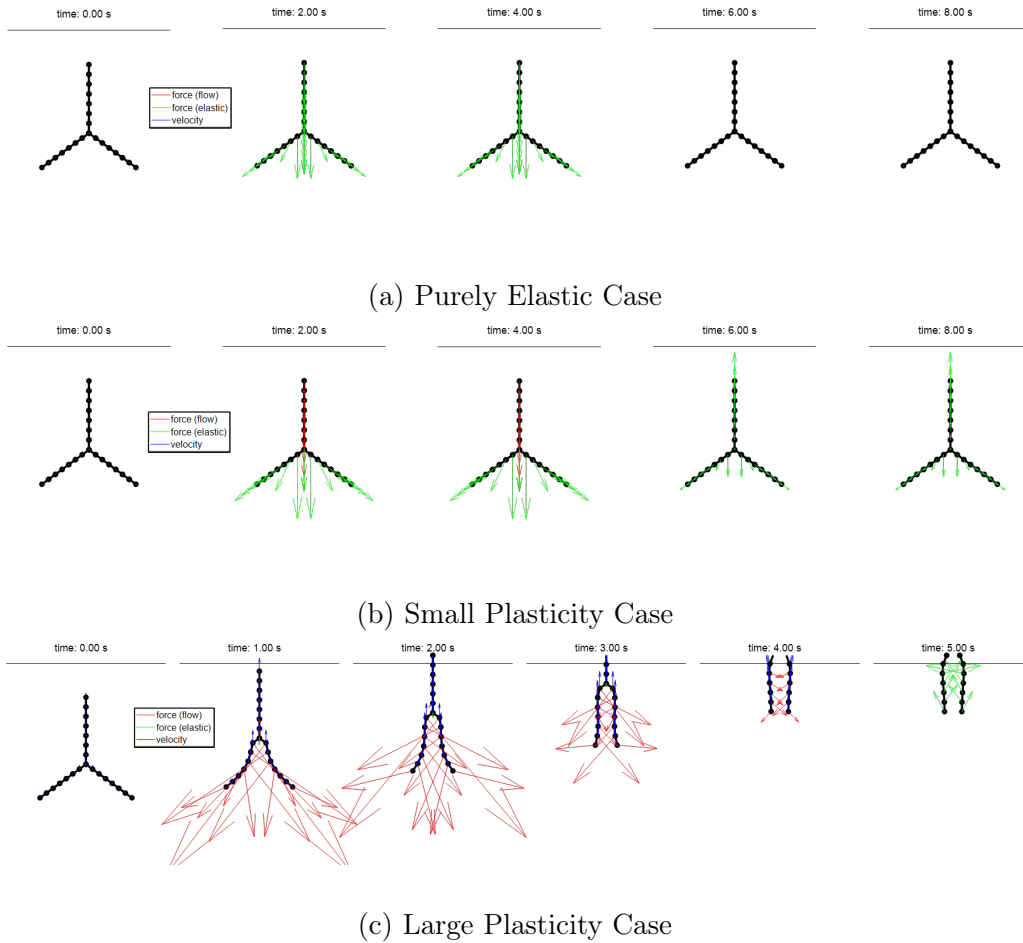 time: 0.00 s
time: 2.00 s
time: 4.00 s
time: 6.00 s
time: 8.00 s
force (flow)
force (elastic)
velocity
(a) Purely Elastic Case
time: 0.00 s
time: 2.00 s
time: 4.00 s
time: 6.00 s
time: 8.00 s
force (flow)
force (elastic)
velocity
(b) Small Plasticity Case
time: 0.00 s
time: 1.00 s
time: 2.00 s
time: 3.00 s
time: 4.00 s
time: 5.00 s
force (flow)
force (elastic)
velocity
(c) Large Plasticity Case